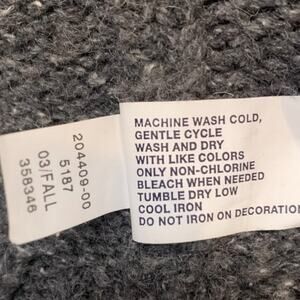 204409-00
5187
03/FALL
358346
MACHINE WASH COLD,
GENTLE CYCLE
WASH AND DRY
WITH LIKE COLORS
ONLY NON-CHLORINE
BLEACH WHEN NEEDED
TUMBLE DRY LOW
COOL IRON
DO NOT IRON ON DECORATION